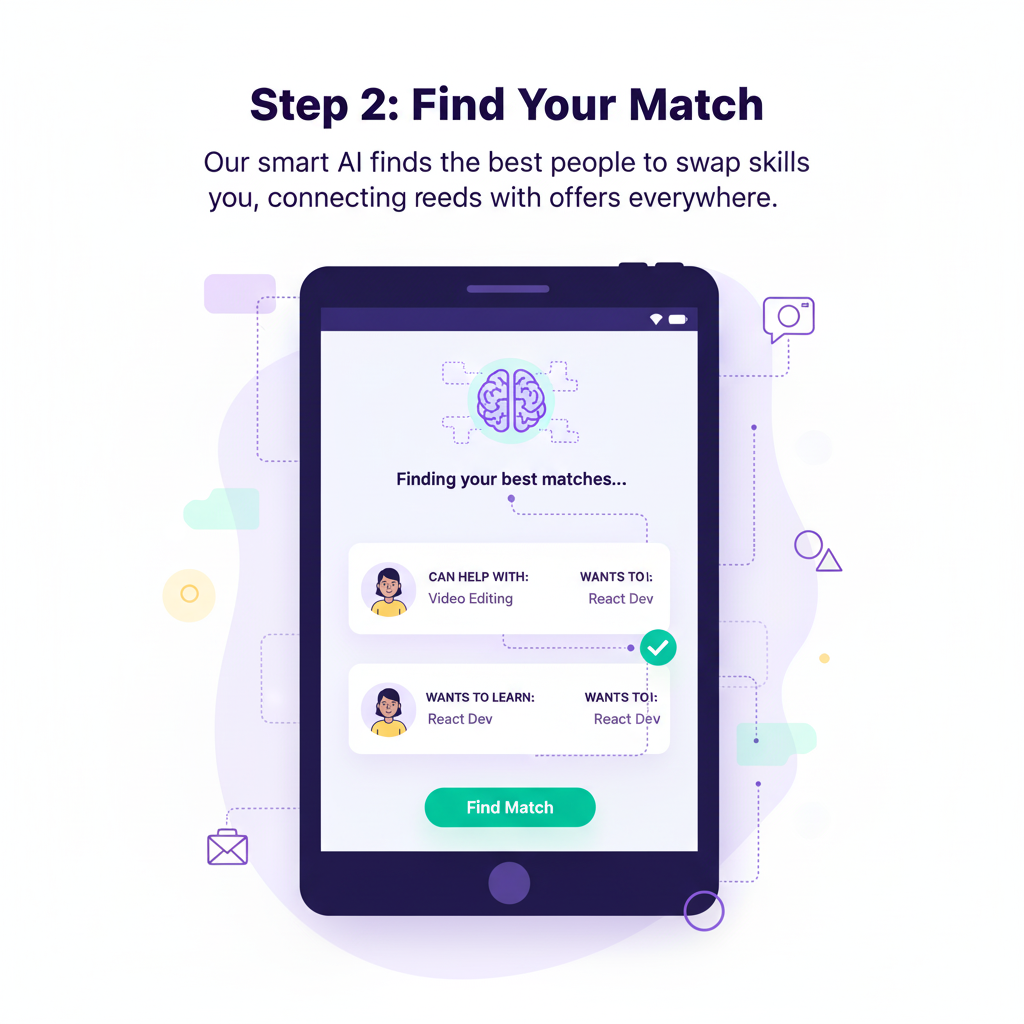 Step 2: Find Your Match
Our smart AI finds the best people to swap skills
you, connecting reeds with offers everywhere.
Finding your best matches...
CAN HELP WITH: WANTS TO1:
Video Editing React Dev
WANTS TO LEARN: WANTS TO1:
React Dev React Dev
Find Match